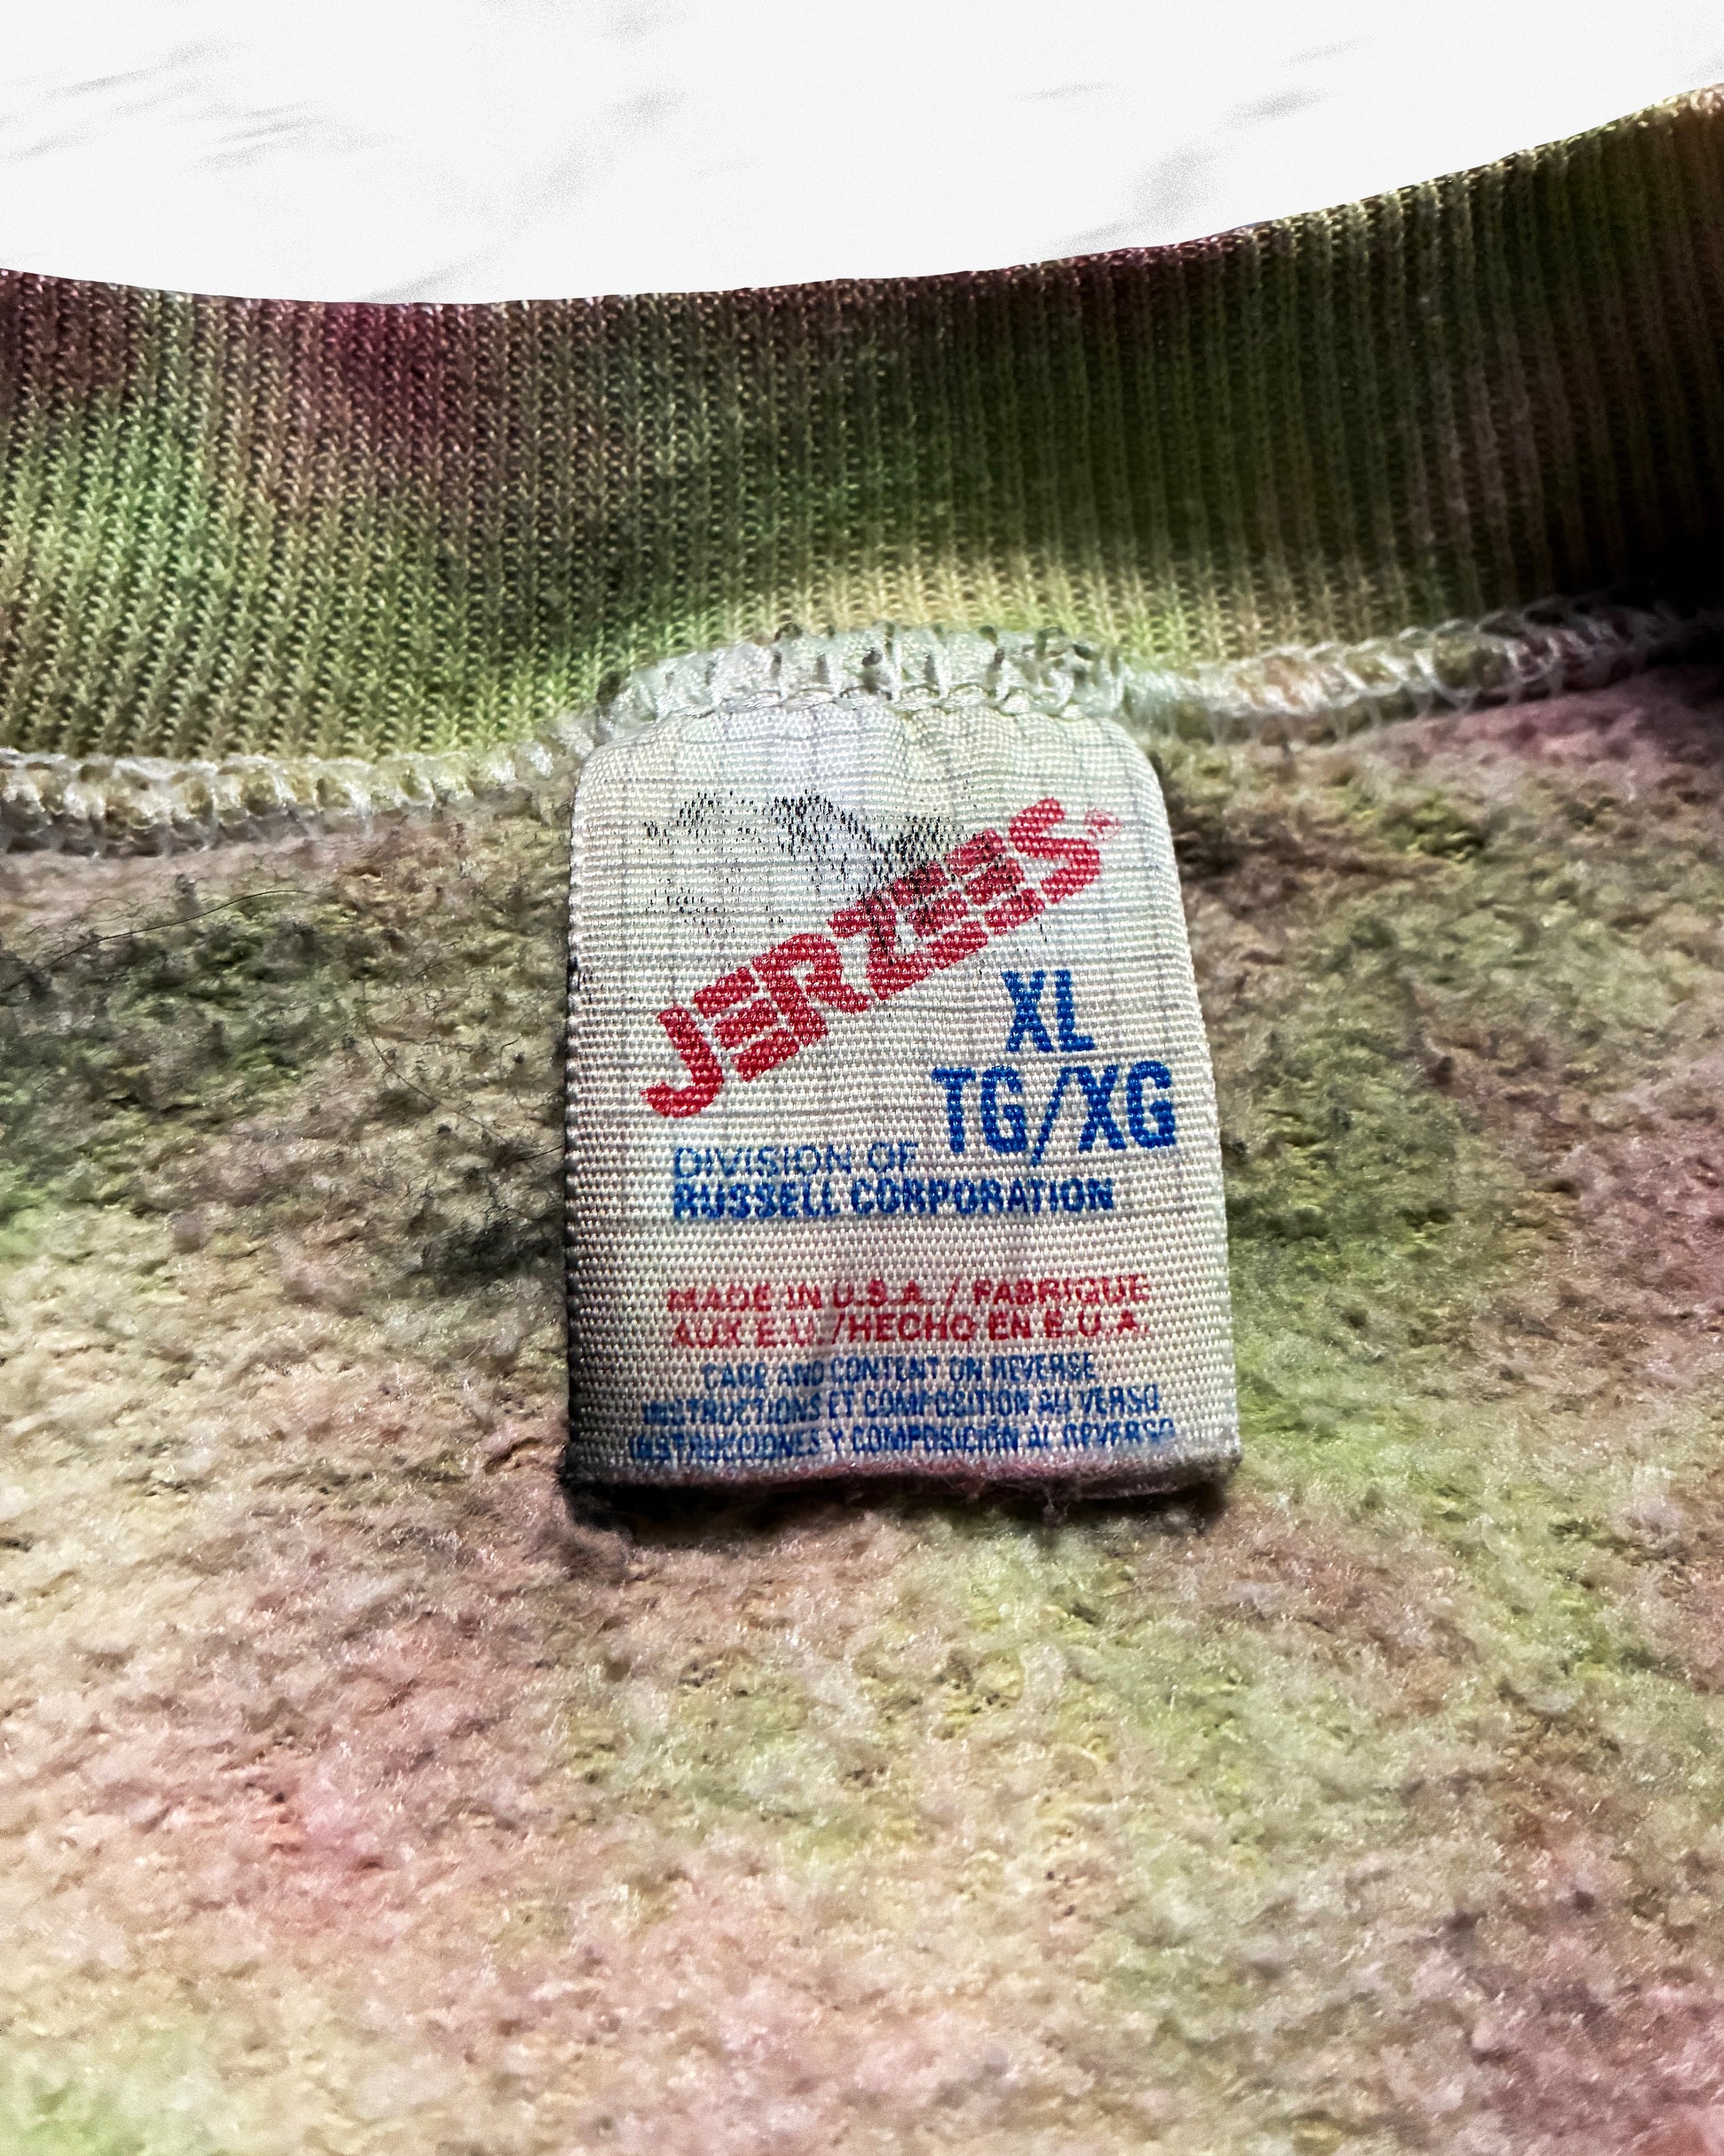 JERZEES
XL
TG/XG
DIVISION OF
RUSSELL CORPORATION
MADE IN U.S.A. / FABRIQUE
AUX E.U. /HECHO EN E.U.A.
CARE AND CONTENT ON REVERSE
INSTRUCTIONS ET COMPOSITION AU VERSO
INSTRUCCIONES Y COMPOSICIÓN AL REVERSO